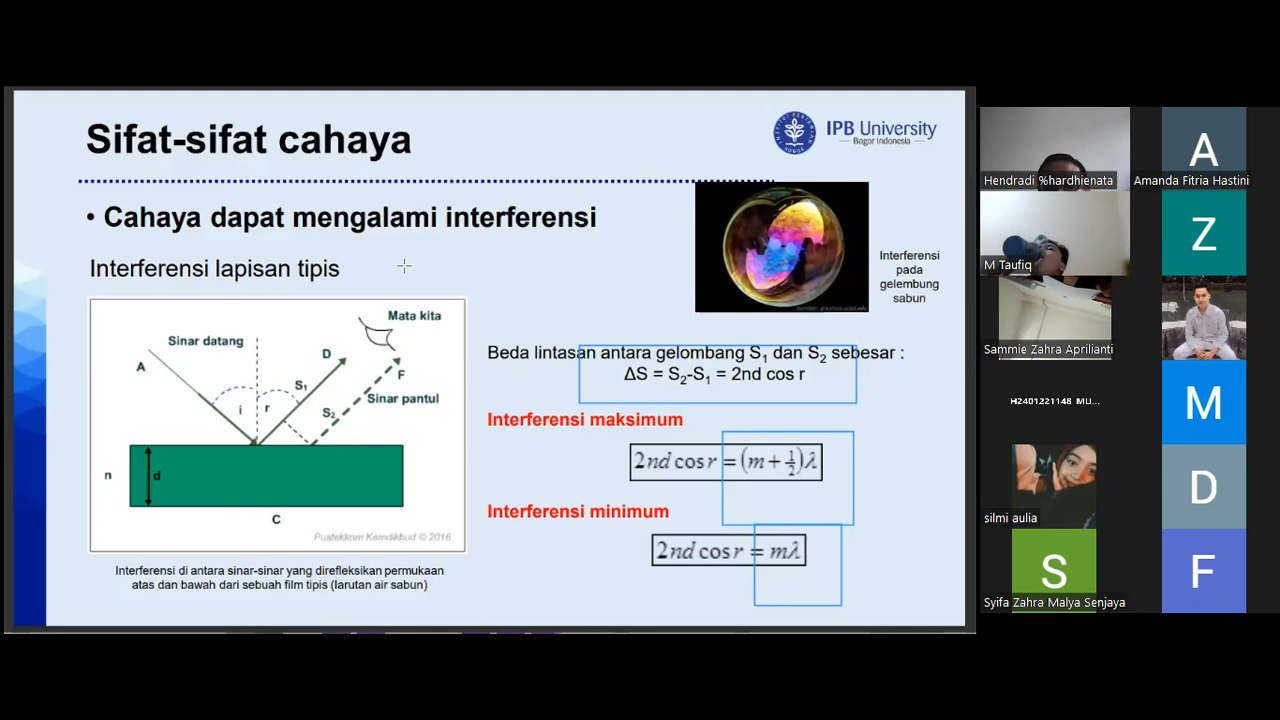 Sifat-sifat cahaya
IPB University
Bogor Indonesia
• Cahaya dapat mengalami interferensi
Interferensi lapisan tipis
Interferensi
pada
gelembung
sabun
Mata kita
Sinar datang
A
D
F
S1
i
r
S2
Sinar pantul
n
d
C
Pustekkom Kemdikbud © 2016
Interferensi di antara sinar-sinar yang direfleksikan permukaan
atas dan bawah dari sebuah film tipis (larutan air sabun)
Beda lintasan antara gelombang S1 dan S2 sebesar :
ΔS = S2-S1 = 2nd cos r
Interferensi maksimum
2nd cos r = (m + 1/2)λ
Interferensi minimum
2nd cos r = mλ
Hendradi %hardhienata
A
Amanda Fitria Hastini
M Taufiq
Z
Sammie Zahra Aprilianti
H2401221148 MU...
M
silmi aulia
D
S
Syifa Zahra Malya Senjaya
F